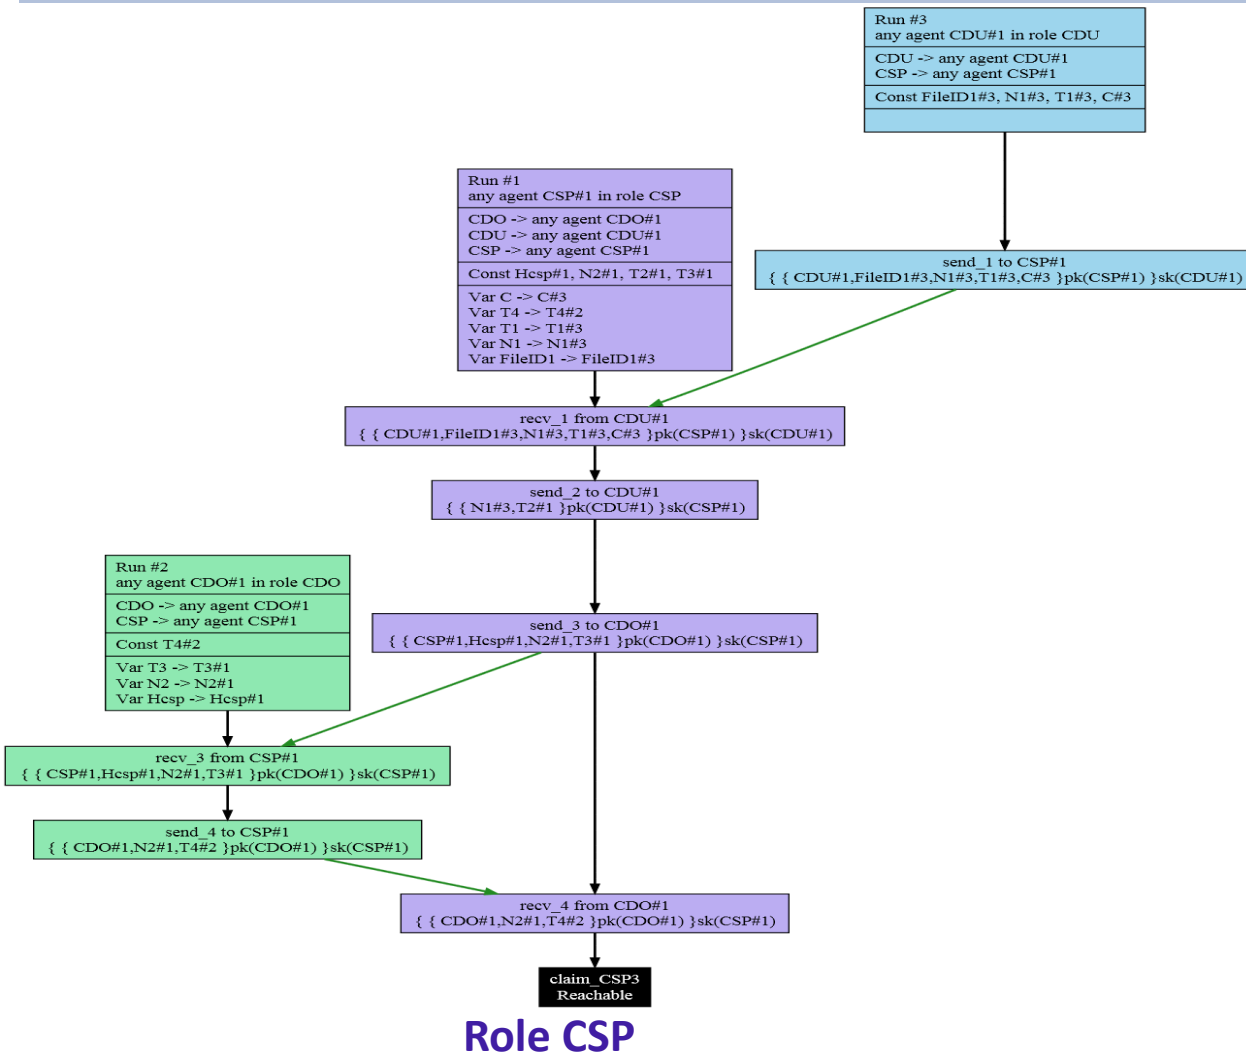 Run #3
any agent CDU#1 in role CDU
CDU -> any agent CDU#1
CSP -> any agent CSP#1
Const FileID1#3, N1#3, T1#3, C#3
Run #1
any agent CSP#1 in role CSP
CDO -> any agent CDO#1
CDU -> any agent CDU#1
CSP -> any agent CSP#1
Const Hcsp#1, N2#1, T2#1, T3#1
Var C -> C#3
Var T4 -> T4#2
Var T1 -> T1#3
Var N1 -> N1#3
Var FileID1 -> FileID1#3
send_1 to CSP#1
{ { CDU#1,FileID1#3,N1#3,T1#3,C#3 }pk(CSP#1) }sk(CDU#1)
recv_1 from CDU#1
{ { CDU#1,FileID1#3,N1#3,T1#3,C#3 }pk(CSP#1) }sk(CDU#1)
send_2 to CDU#1
{ { N1#3,T2#1 }pk(CDU#1) }sk(CSP#1)
Run #2
any agent CDO#1 in role CDO
CDO -> any agent CDO#1
CSP -> any agent CSP#1
Const T4#2
Var T3 -> T3#1
Var N2 -> N2#1
Var Hcsp -> Hcsp#1
send_3 to CDO#1
{ { CSP#1,Hcsp#1,N2#1,T3#1 }pk(CDO#1) }sk(CSP#1)
recv_3 from CSP#1
{ { CSP#1,Hcsp#1,N2#1,T3#1 }pk(CDO#1) }sk(CSP#1)
send_4 to CSP#1
{ { CDO#1,N2#1,T4#2 }pk(CDO#1) }sk(CSP#1)
recv_4 from CDO#1
{ { CDO#1,N2#1,T4#2 }pk(CDO#1) }sk(CSP#1)
claim_CSP3
Reachable
Role CSP